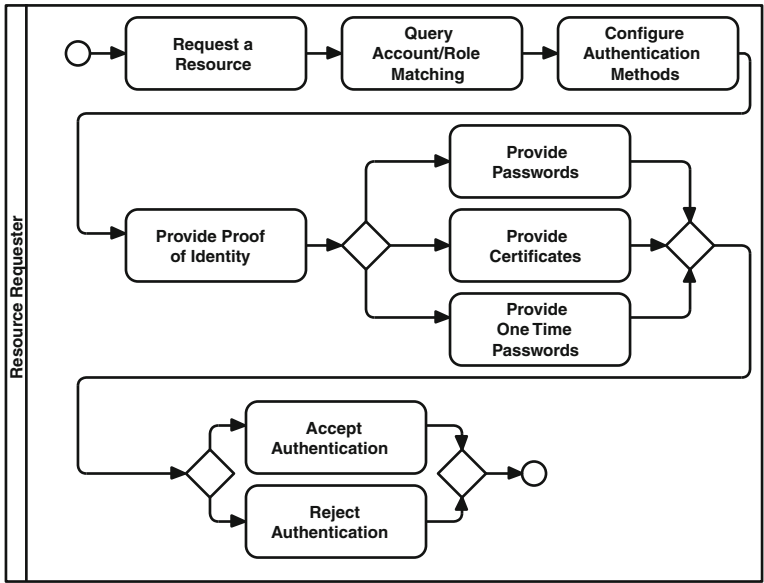 Resource Requester
Request a
Resource
Query
Account/Role
Matching
Configure
Authentication
Methods
Provide Proof
of Identity
Provide
Passwords
Provide
Certificates
Provide
One Time
Passwords
Accept
Authentication
Reject
Authentication